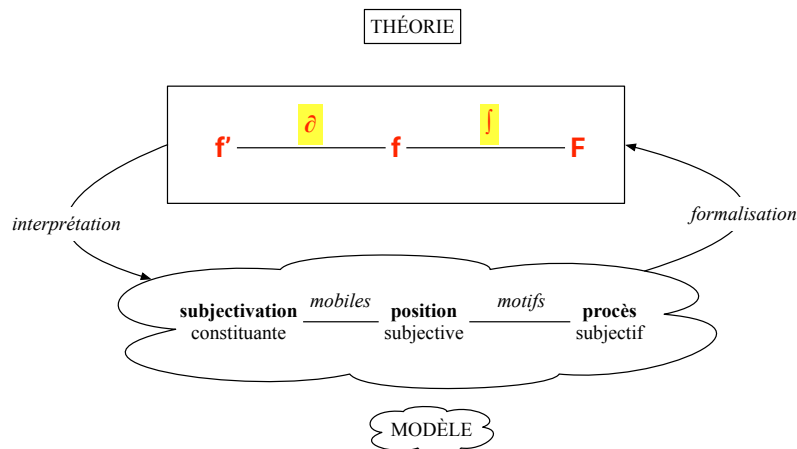 THÉORIE
∂ ∫
f' f F
interprétation
formalisation
subjectivation mobiles position motifs procès
constituante subjective subjectif
MODÈLE